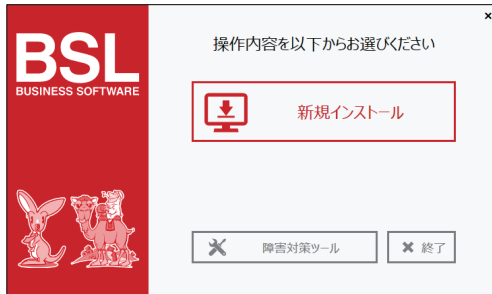 BSL
BUSINESS SOFTWARE
操作内容を以下からお選びください
新規インストール
障害対策ツール
終了